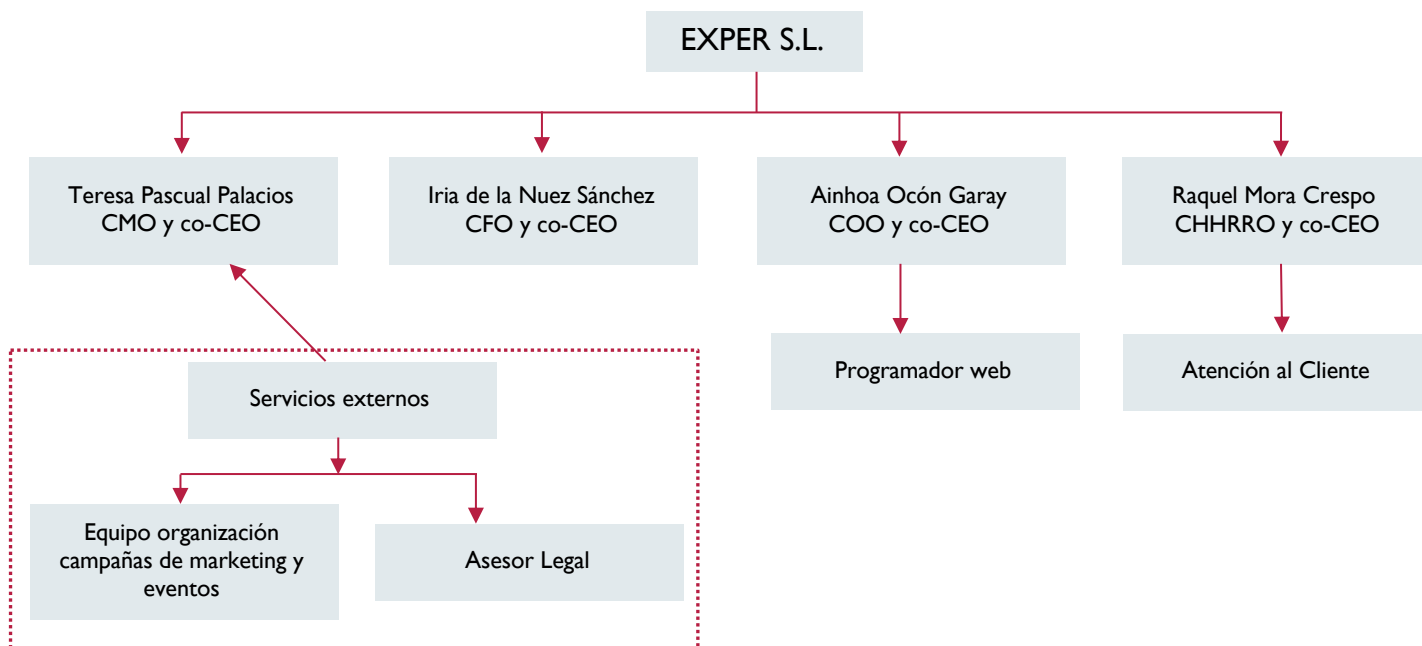 EXPER S.L.
Teresa Pascual Palacios
CMO y co-CEO
Iria de la Nuez Sánchez
CFO y co-CEO
Ainhoa Ocón Garay
COO y co-CEO
Raquel Mora Crespo
CHHRRO y co-CEO
Servicios externos
Programador web
Atención al Cliente
Equipo organización
campañas de marketing y
eventos
Asesor Legal